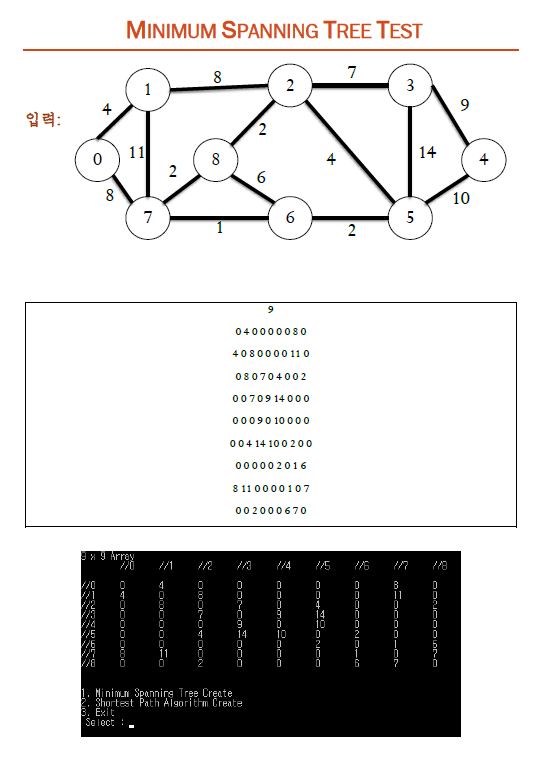 MINIMUM SPANNING TREE TEST
8
7
1
2
3
입력:
4
9
11
2
2
4
14
0
8
4
8
6
10
7
6
5
1
2
9
0 4 0 0 0 0 0 8 0
4 0 8 0 0 0 0 11 0
0 8 0 7 0 4 0 0 2
0 0 7 0 9 14 0 0 0
0 0 0 9 0 10 0 0 0
0 0 4 14 10 0 2 0 0
0 0 0 0 0 2 0 1 6
8 11 0 0 0 0 1 0 7
0 0 2 0 0 0 6 7 0
9 x 9 Array
//0 //1 //2 //3 //4 //5 //6 //7 //8
//0 0 4 0 0 0 0 0 8 0
//1 4 0 8 0 0 0 0 11 0
//2 0 8 0 7 0 4 0 0 2
//3 0 0 7 0 9 14 0 0 0
//4 0 0 0 9 0 10 0 0 0
//5 0 0 4 14 10 0 2 0 0
//6 0 0 0 0 0 2 0 1 6
//7 8 11 0 0 0 0 1 0 7
//8 0 0 2 0 0 0 6 7 0
1. Minimum Spanning Tree Create
2. Shortest Path Algorithm Create
3. Exit
Select : _